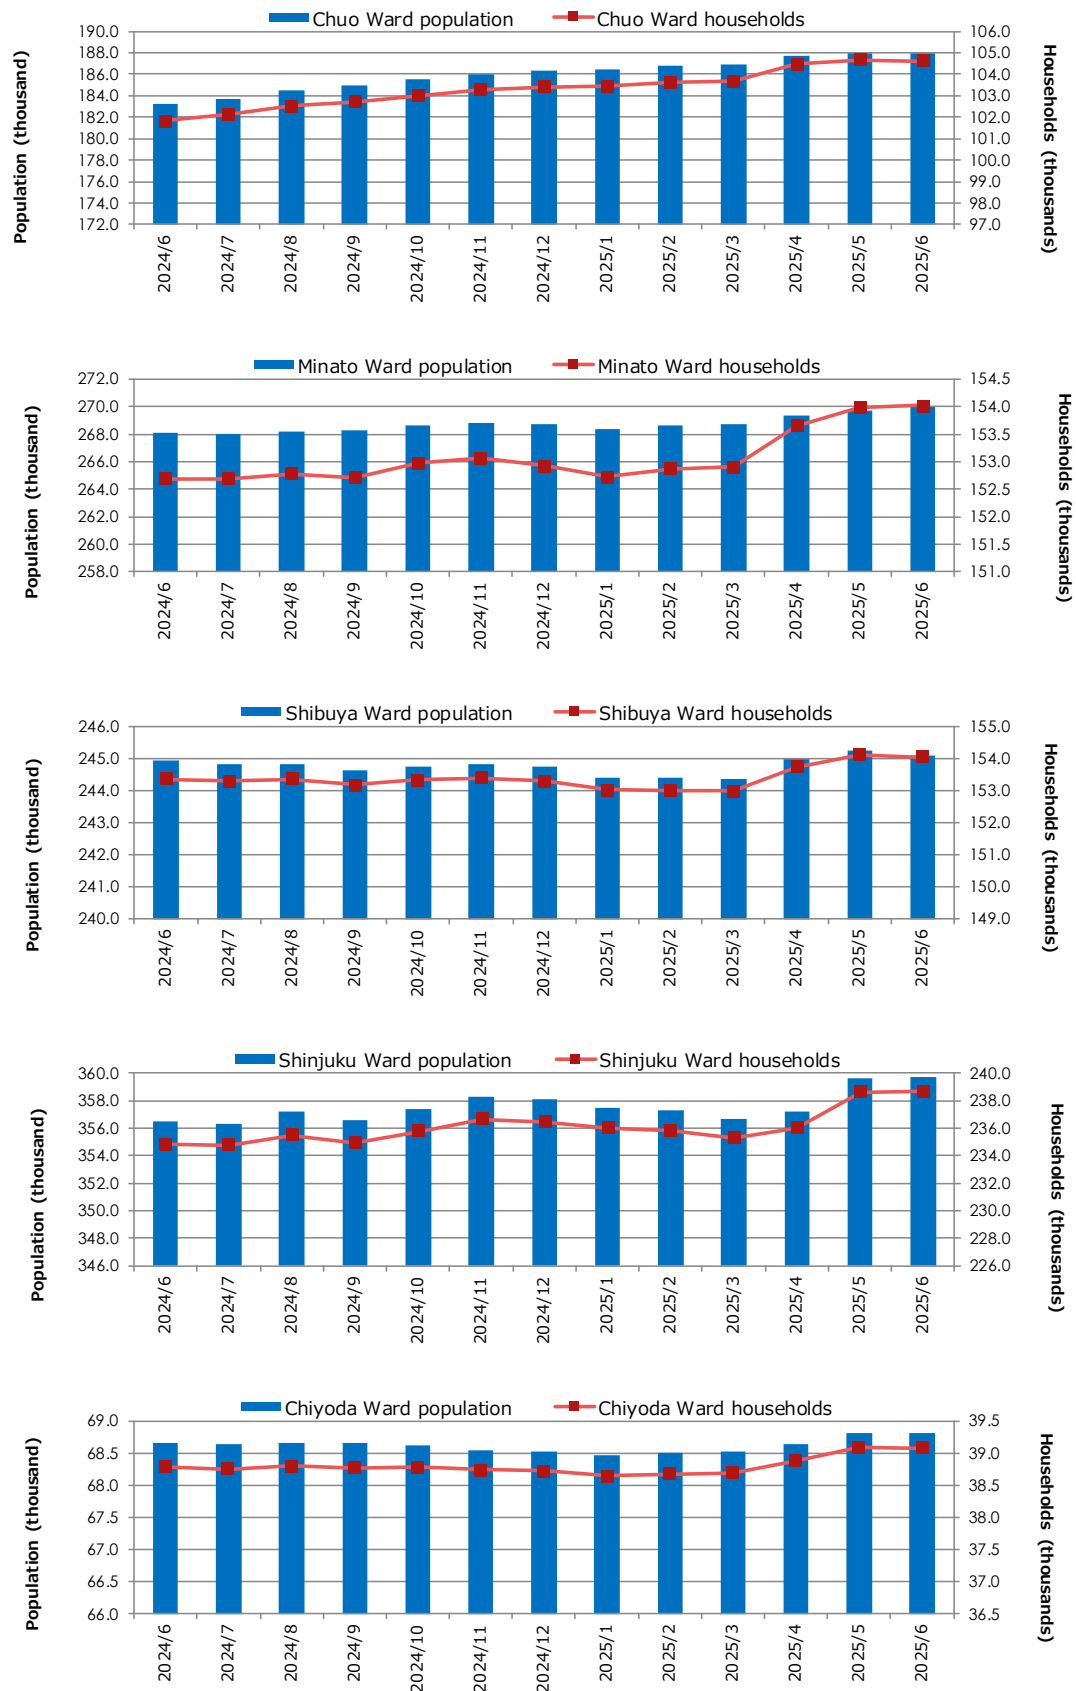 Chuo Ward population Chuo Ward households
190.0 106.0
188.0 105.0
186.0 104.0
184.0 103.0
182.0 102.0
180.0 101.0
178.0 100.0
176.0 99.0
174.0 98.0
172.0 97.0
Population (thousand)
Households (thousands)
2024/6 2024/7 2024/8 2024/9 2024/10 2024/11 2024/12 2025/1 2025/2 2025/3 2025/4 2025/5 2025/6
Minato Ward population Minato Ward households
272.0 154.5
270.0 154.0
268.0 153.5
266.0 153.0
264.0 152.5
262.0 152.0
260.0 151.5
258.0 151.0
Population (thousand)
Households (thousands)
2024/6 2024/7 2024/8 2024/9 2024/10 2024/11 2024/12 2025/1 2025/2 2025/3 2025/4 2025/5 2025/6
Shibuya Ward population Shibuya Ward households
246.0 155.0
245.0 154.0
244.0 153.0
243.0 152.0
242.0 151.0
241.0 150.0
240.0 149.0
Population (thousand)
Households (thousands)
2024/6 2024/7 2024/8 2024/9 2024/10 2024/11 2024/12 2025/1 2025/2 2025/3 2025/4 2025/5 2025/6
Shinjuku Ward population Shinjuku Ward households
360.0 240.0
358.0 238.0
356.0 236.0
354.0 234.0
352.0 232.0
350.0 230.0
348.0 228.0
346.0 226.0
Population (thousand)
Households (thousands)
2024/6 2024/7 2024/8 2024/9 2024/10 2024/11 2024/12 2025/1 2025/2 2025/3 2025/4 2025/5 2025/6
Chiyoda Ward population Chiyoda Ward households
69.0 39.5
68.5 39.0
68.0 38.5
67.5 38.0
67.0 37.5
66.5 37.0
66.0 36.5
Population (thousand)
Households (thousands)
2024/6 2024/7 2024/8 2024/9 2024/10 2024/11 2024/12 2025/1 2025/2 2025/3 2025/4 2025/5 2025/6